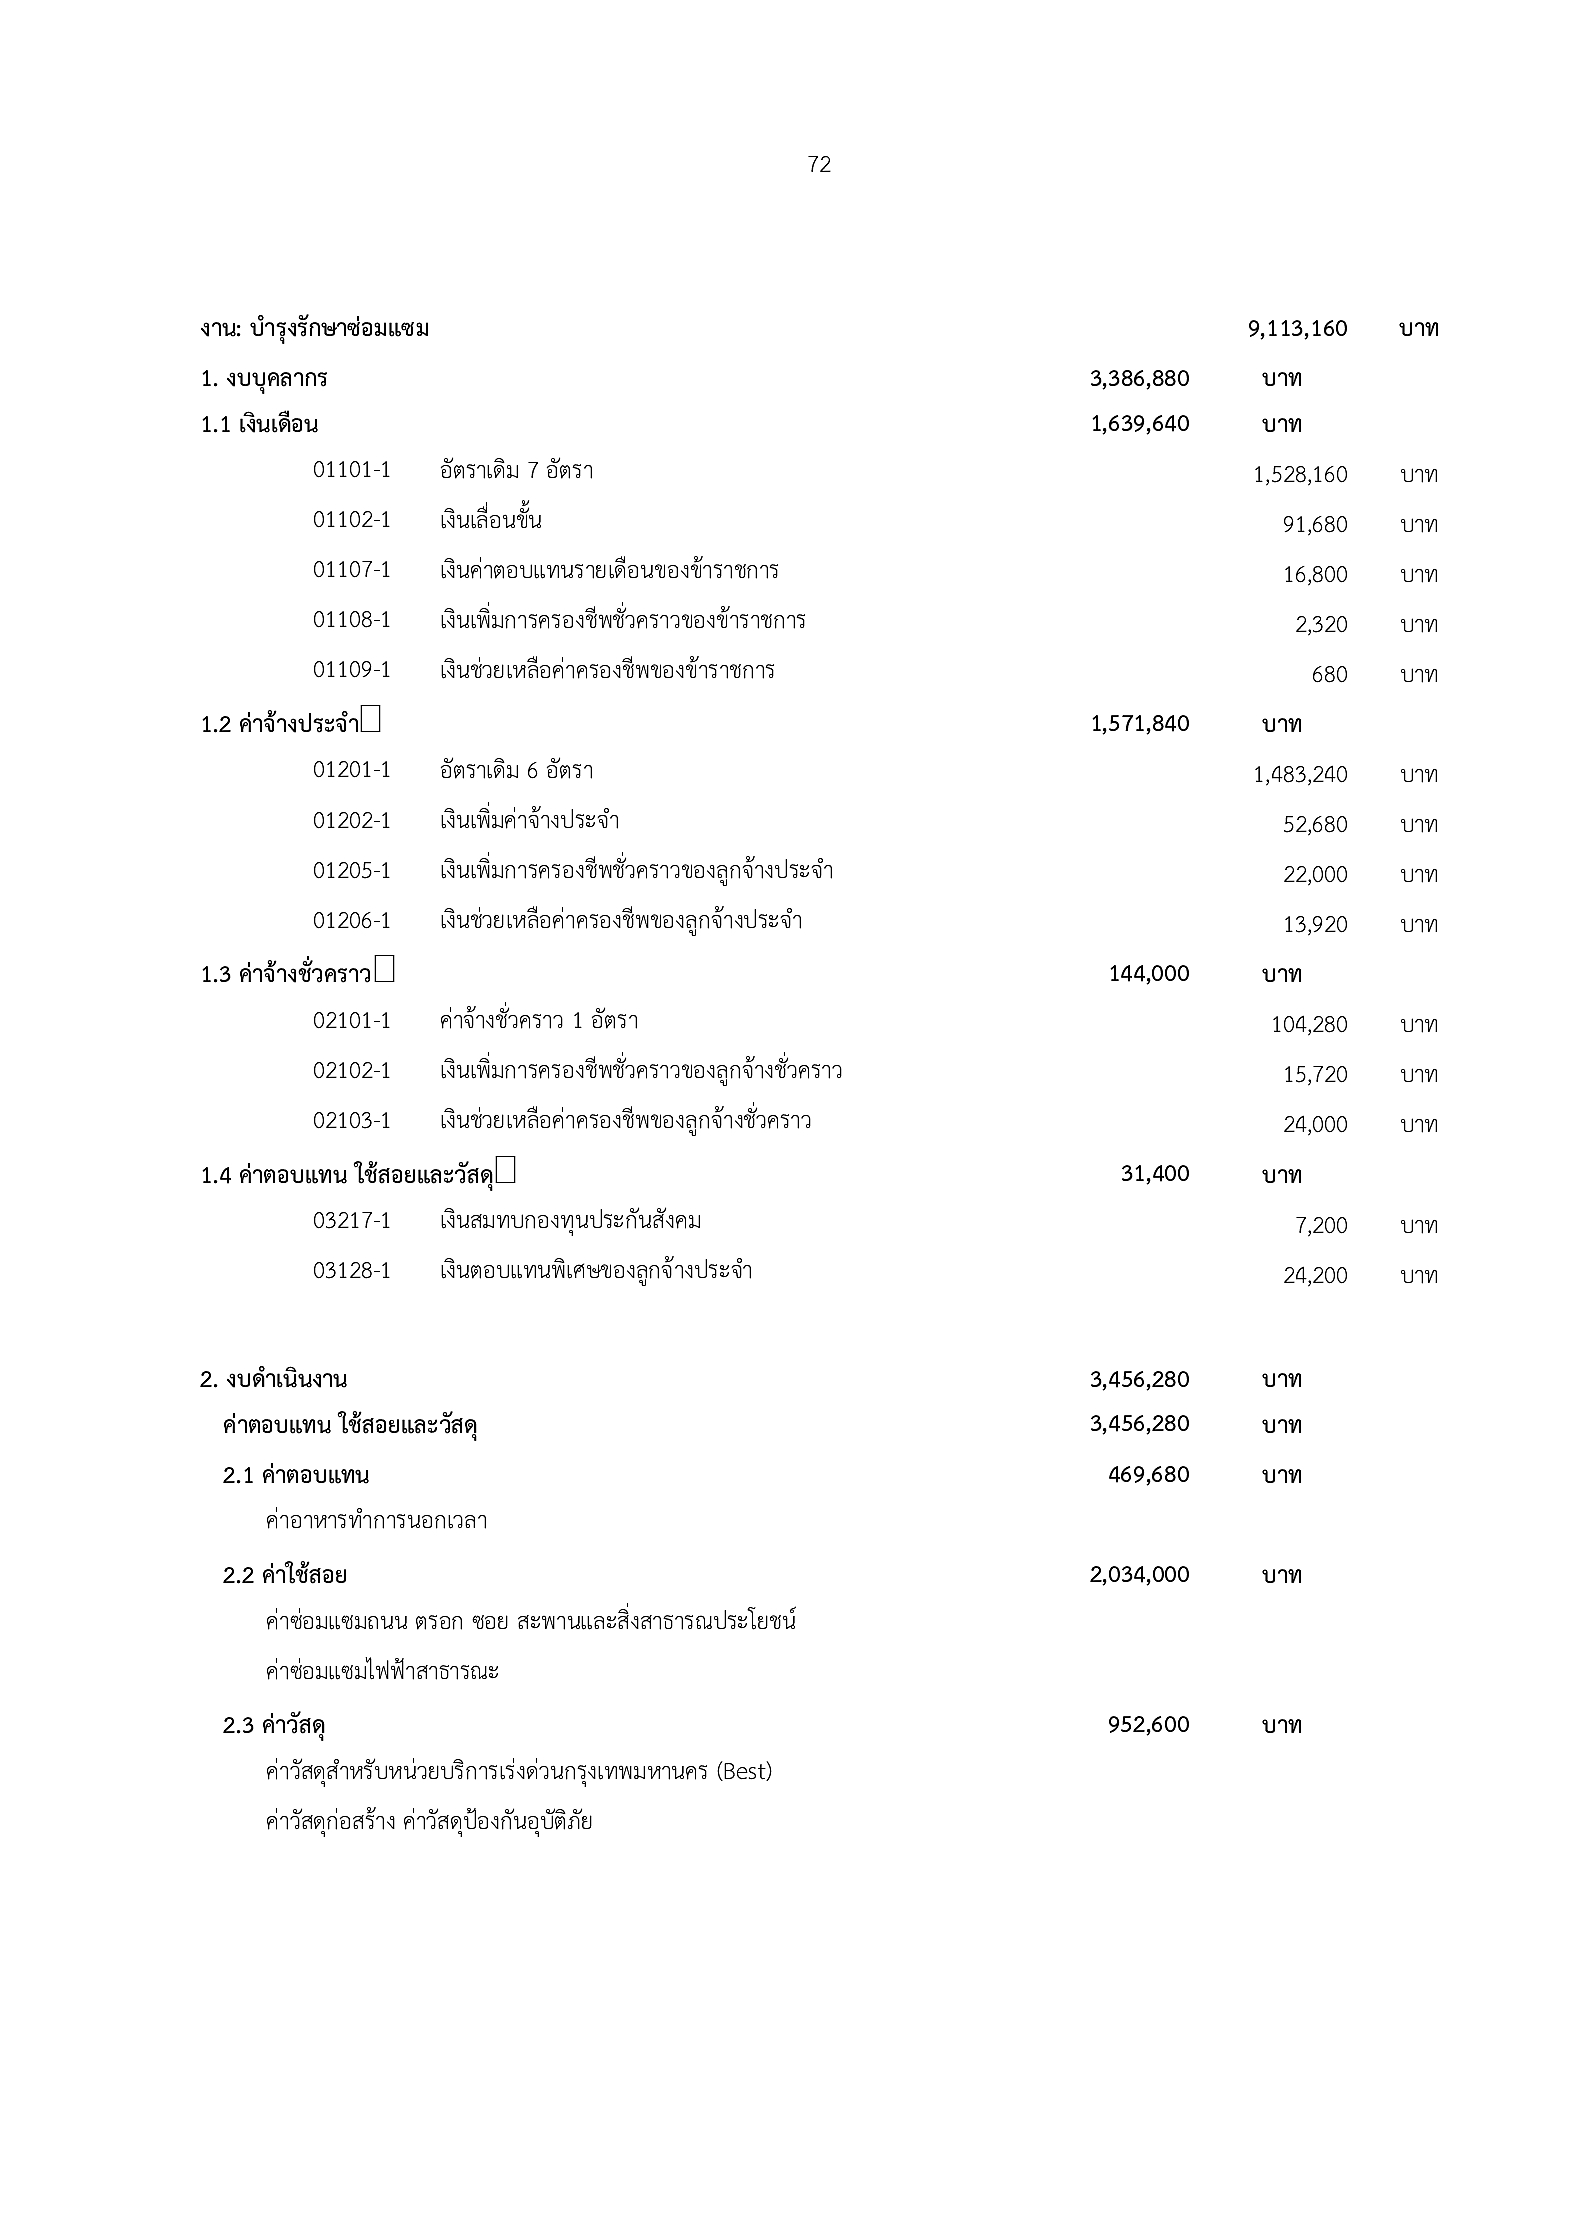 72
งาน: บำรุงรักษาซ่อมแซม 9,113,160 บาท
1. งบบุคลากร 3,386,880 บาท
1.1 เงินเดือน 1,639,640 บาท
01101-1 อัตราเดิม 7 อัตรา 1,528,160 บาท
01102-1 เงินเลื่อนขั้น 91,680 บาท
01107-1 เงินค่าตอบแทนรายเดือนของข้าราชการ 16,800 บาท
01108-1 เงินเพิ่มการครองชีพชั่วคราวของข้าราชการ 2,320 บาท
01109-1 เงินช่วยเหลือค่าครองชีพของข้าราชการ 680 บาท
1.2 ค่าจ้างประจำ 1,571,840 บาท
01201-1 อัตราเดิม 6 อัตรา 1,483,240 บาท
01202-1 เงินเพิ่มค่าจ้างประจำ 52,680 บาท
01205-1 เงินเพิ่มการครองชีพชั่วคราวของลูกจ้างประจำ 22,000 บาท
01206-1 เงินช่วยเหลือค่าครองชีพของลูกจ้างประจำ 13,920 บาท
1.3 ค่าจ้างชั่วคราว 144,000 บาท
02101-1 ค่าจ้างชั่วคราว 1 อัตรา 104,280 บาท
02102-1 เงินเพิ่มการครองชีพชั่วคราวของลูกจ้างชั่วคราว 15,720 บาท
02103-1 เงินช่วยเหลือค่าครองชีพของลูกจ้างชั่วคราว 24,000 บาท
1.4 ค่าตอบแทน ใช้สอยและวัสดุ 31,400 บาท
03217-1 เงินสมทบกองทุนประกันสังคม 7,200 บาท
03128-1 เงินตอบแทนพิเศษของลูกจ้างประจำ 24,200 บาท
2. งบดำเนินงาน 3,456,280 บาท
ค่าตอบแทน ใช้สอยและวัสดุ 3,456,280 บาท
2.1 ค่าตอบแทน 469,680 บาท
ค่าอาหารทำการนอกเวลา
2.2 ค่าใช้สอย 2,034,000 บาท
ค่าซ่อมแซมถนน ตรอก ซอย สะพานและสิ่งสาธารณประโยชน์
ค่าซ่อมแซมไฟฟ้าสาธารณะ
2.3 ค่าวัสดุ 952,600 บาท
ค่าวัสดุสำหรับหน่วยบริการเร่งด่วนกรุงเทพมหานคร (Best)
ค่าวัสดุก่อสร้าง ค่าวัสดุป้องกันอุบัติภัย